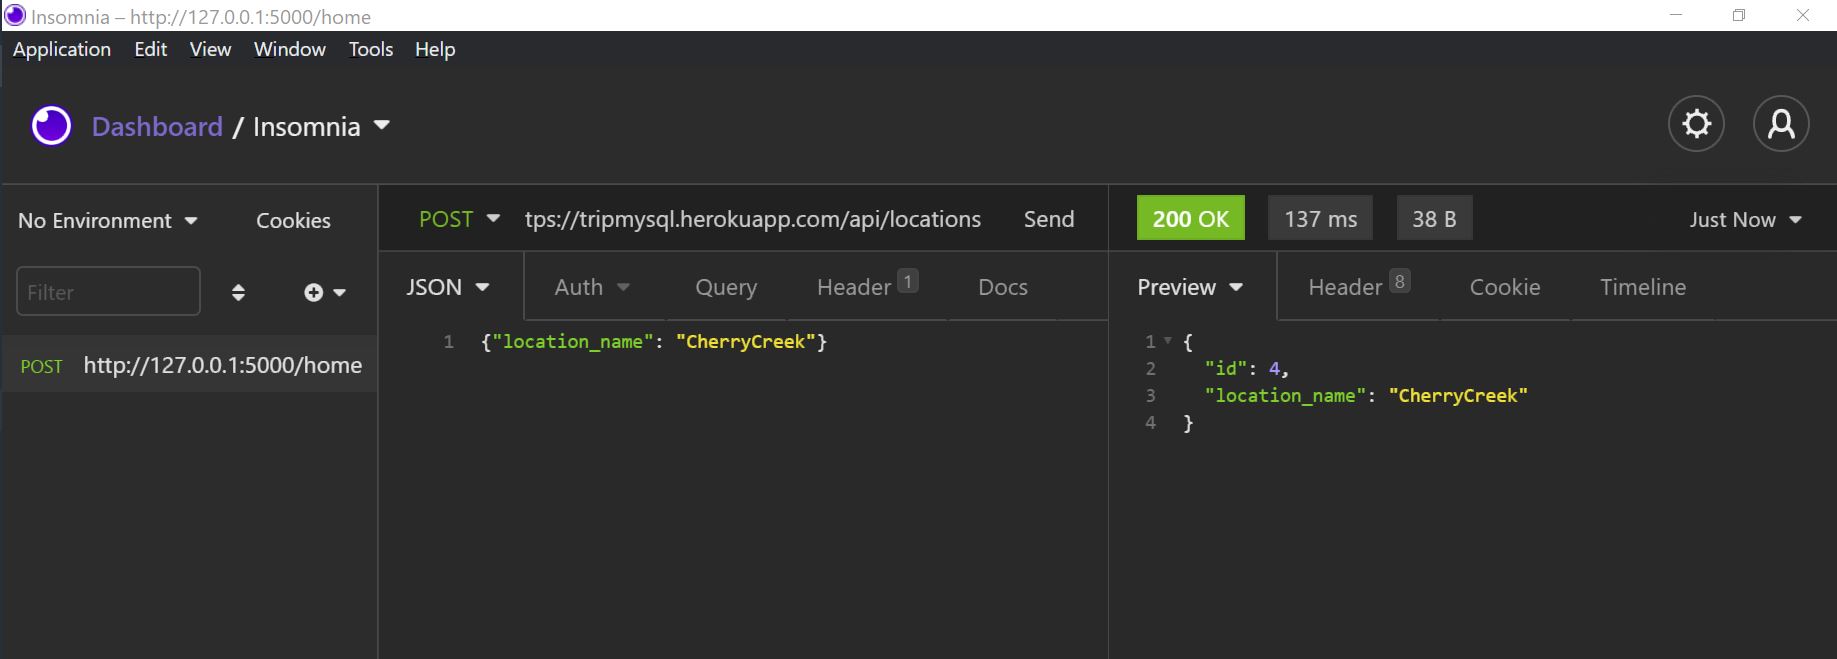 Insomnia – http://127.0.0.1:5000/home
Application Edit View Window Tools Help
Dashboard / Insomnia
No Environment Cookies
Filter
POST http://127.0.0.1:5000/home
POST tps://tripmysql.herokuapp.com/api/locations Send
JSON Auth Query Header 1 Docs
1 {"location_name": "CherryCreek"}
200 OK 137 ms 38 B Just Now
Preview Header 8 Cookie Timeline
1 {
2 "id": 4,
3 "location_name": "CherryCreek"
4 }